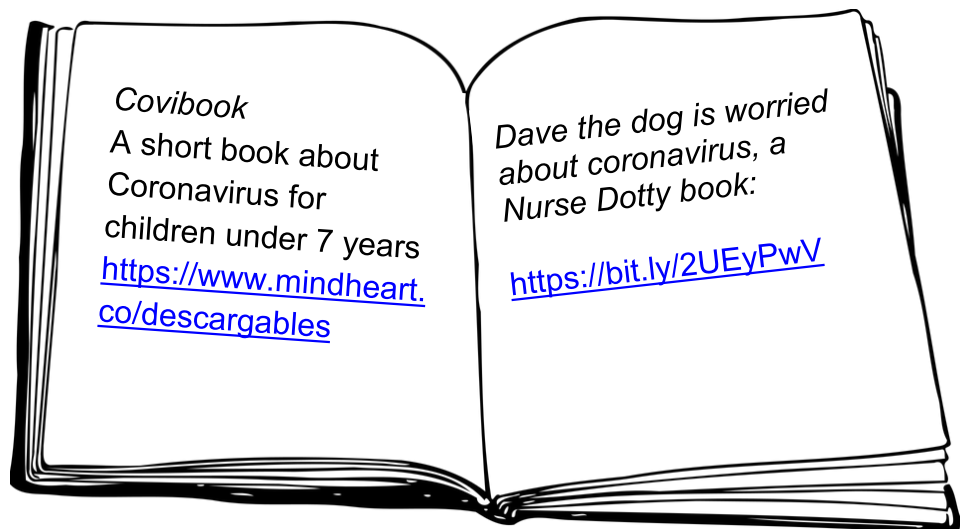 Covibook
A short book about
Coronavirus for
children under 7 years
https://www.mindheart.
co/descargables
Dave the dog is worried
about coronavirus, a
Nurse Dotty book:
https://bit.ly/2UEyPwV